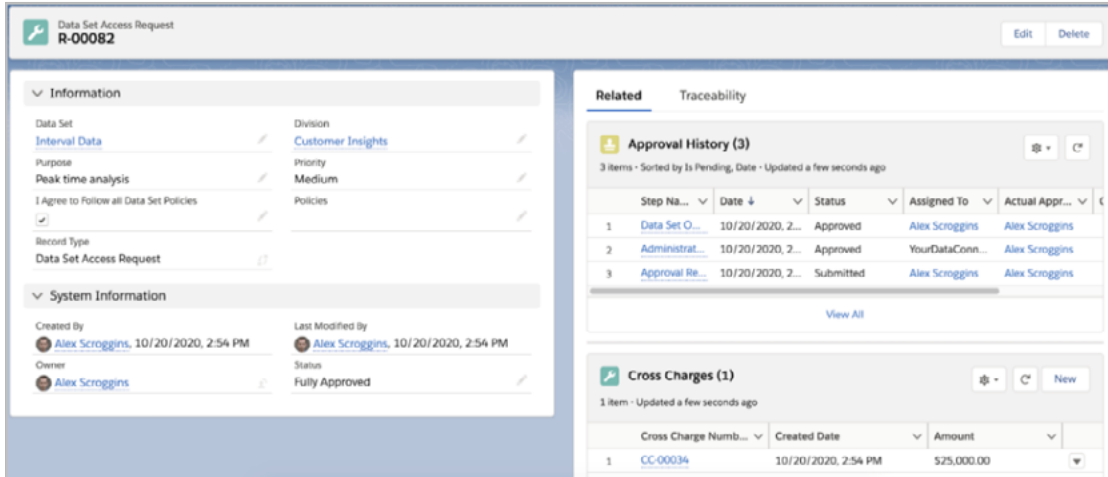 Data Set Access Request
R-00082
Edit
Delete
Information
Data Set
Interval Data
Division
Customer Insights
Purpose
Peak time analysis
Priority
Medium
I Agree to Follow all Data Set Policies
Policies
Record Type
Data Set Access Request
System Information
Created By
Alex Scroggins, 10/20/2020, 2:54 PM
Last Modified By
Alex Scroggins, 10/20/2020, 2:54 PM
Owner
Alex Scroggins
Status
Fully Approved
Related
Traceability
Approval History (3)
3 items • Sorted by Is Pending, Date • Updated a few seconds ago
Step Na... Date Status Assigned To Actual Appr...
1 Data Set O... 10/20/2020, 2... Approved Alex Scroggins Alex Scroggins
2 Administrat... 10/20/2020, 2... Approved YourDataConn... Alex Scroggins
3 Approval Re... 10/20/2020, 2... Submitted Alex Scroggins Alex Scroggins
View All
Cross Charges (1)
New
1 item • Updated a few seconds ago
Cross Charge Numb... Created Date Amount
1 CC-00034 10/20/2020, 2:54 PM $25,000.00